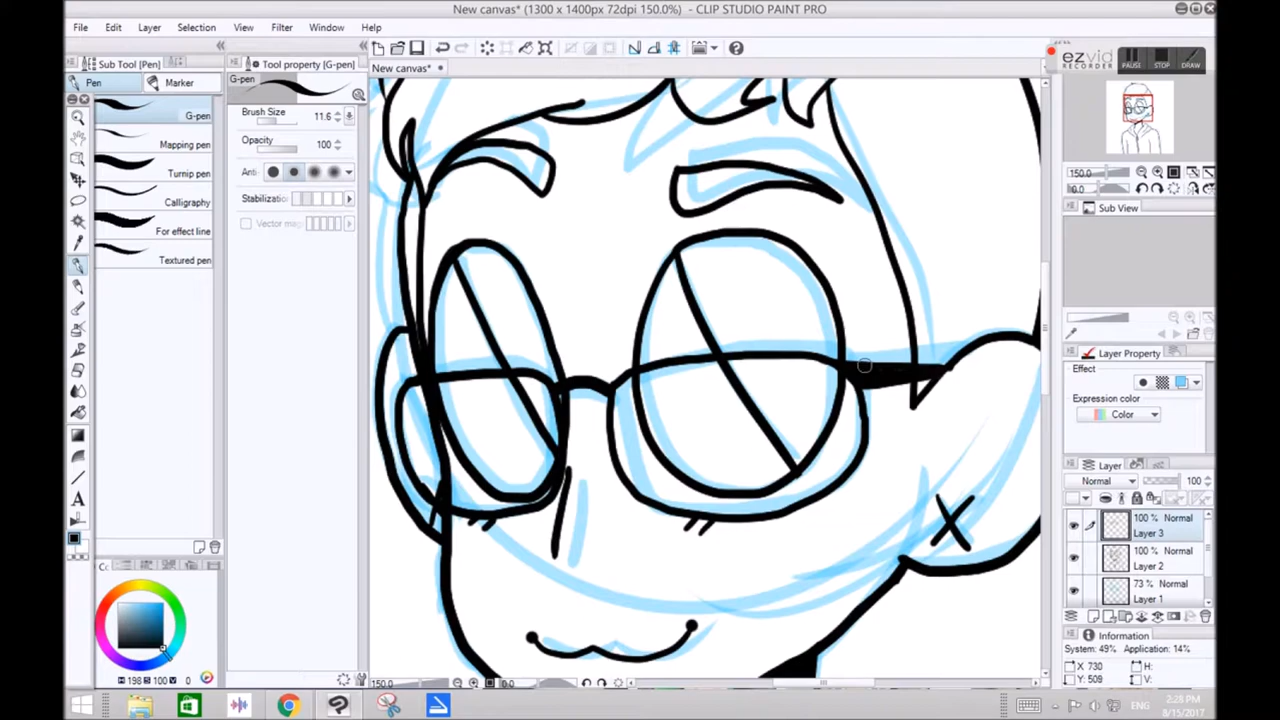 New canvas* (1300 x 1400px 72dpi 150.0%) - CLIP STUDIO PAINT PRO
File Edit Layer Selection View Filter Window Help
Sub Tool [Pen]
Tool property [G-pen]
New canvas*
ezvid
RECORDER
PAUSE
STOP
DRAW
Pen
Marker
G-pen
G-pen
Mapping pen
Turnip pen
Calligraphy
For effect line
Textured pen
Brush Size 11.6
Opacity 100
Anti-
Stabilization
Vector mag
150.0
0.0
Sub View
Layer Property
Effect
Expression color
Color
Layer
Normal 100
100 % Normal
Layer 3
100 % Normal
Layer 2
73 % Normal
Layer 1
Information
System: 49% Application: 14%
X 730 H:
Y: 509 V:
H 198 S 100 V 0
150.0 0.0
ENG
2:28 PM
8/15/2017